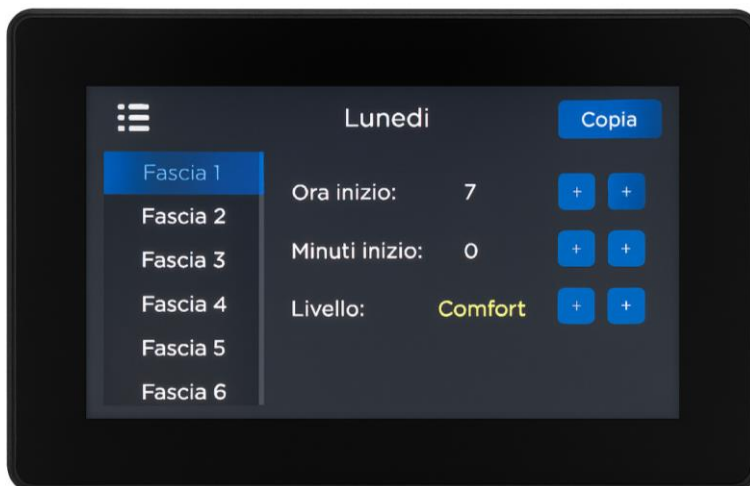 Lunedi
Copia
Fascia 1
Fascia 2
Fascia 3
Fascia 4
Fascia 5
Fascia 6
Ora inizio: 7 + +
Minuti inizio: 0 + +
Livello: Comfort + +